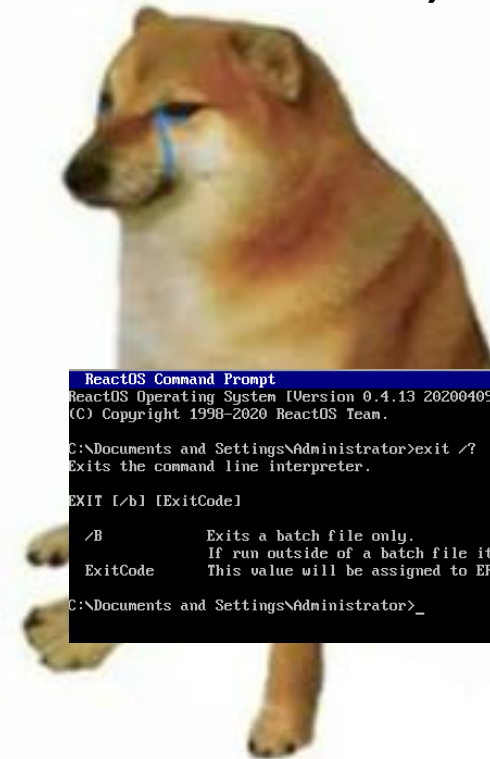 ReactOS Command Prompt
ReactOS Operating System [Version 0.4.13 20200409
(C) Copyright 1998-2020 ReactOS Team.
C:\Documents and Settings\Administrator>exit /?
Exits the command line interpreter.
EXIT [/b] [ExitCode]
/B Exits a batch file only.
If run outside of a batch file it
ExitCode This value will be assigned to ER
C:\Documents and Settings\Administrator>_